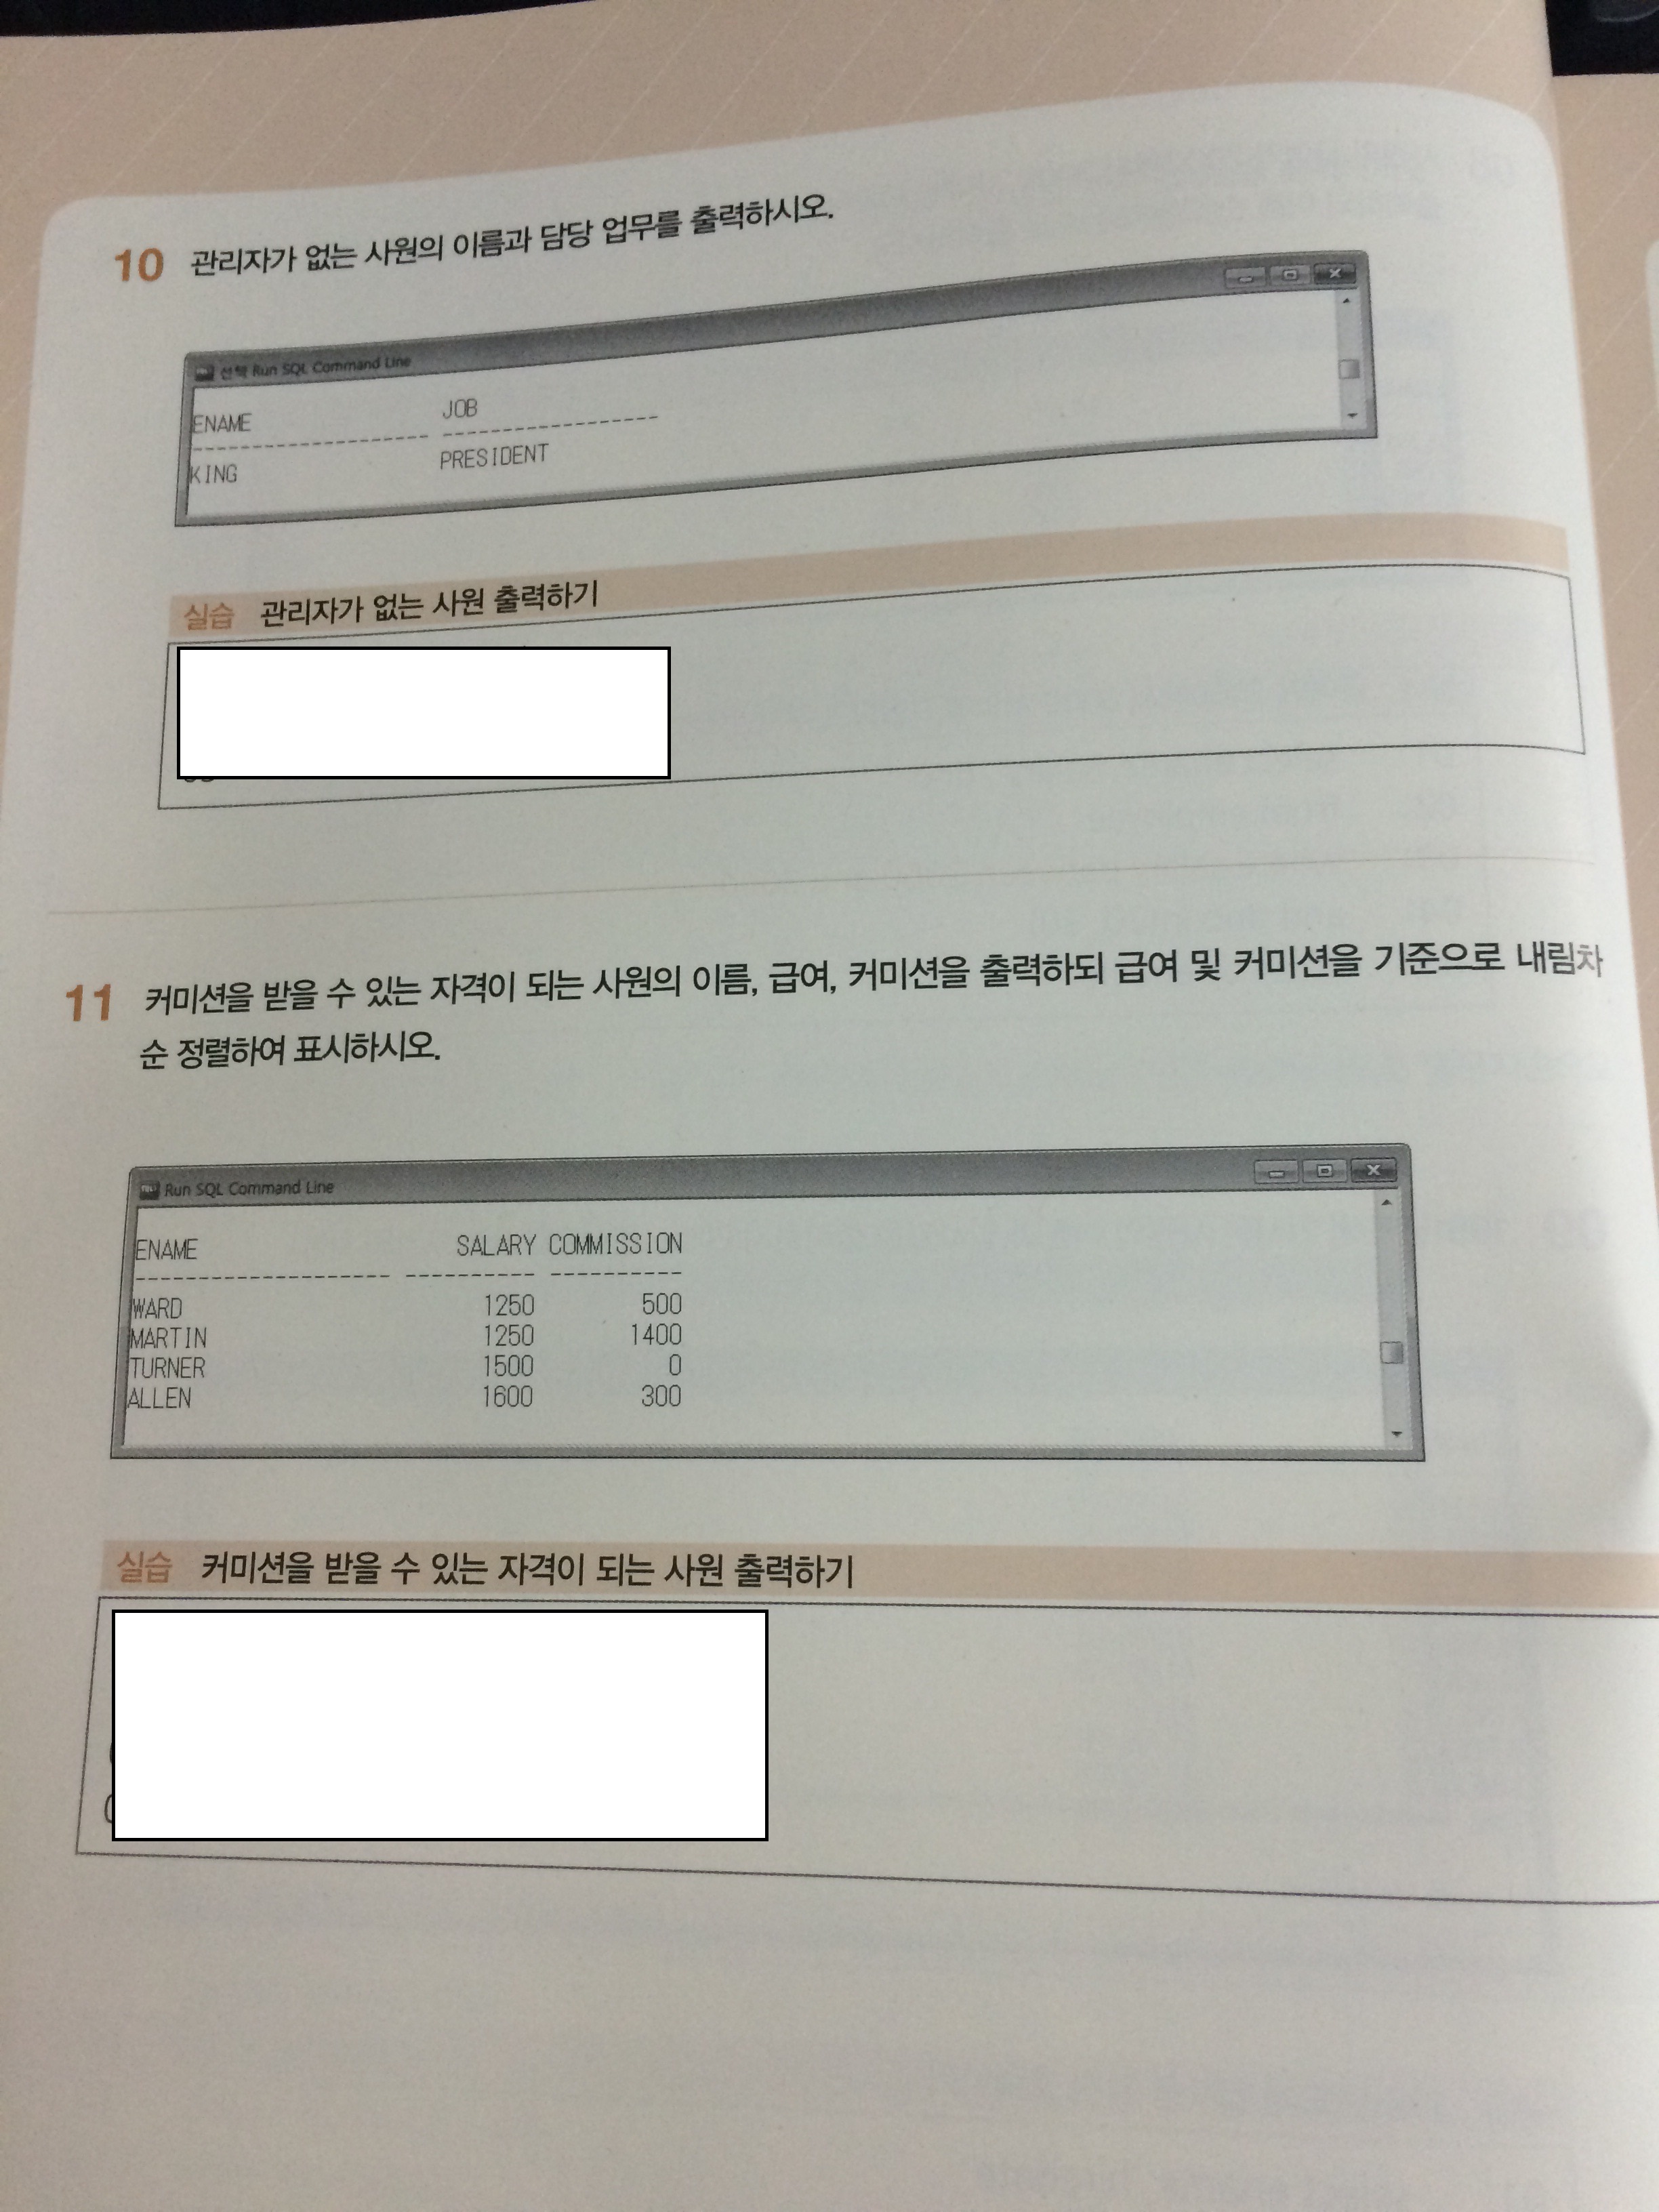 10 관리자가 없는 사원의 이름과 담당 업무를 출력하시오.
선택 Run SQL Command Line
ENAME JOB
-------------------- ------------------
KING PRESIDENT
실습 관리자가 없는 사원 출력하기
11 커미션을 받을 수 있는 자격이 되는 사원의 이름, 급여, 커미션을 출력하되 급여 및 커미션을 기준으로 내림차
순 정렬하여 표시하시오.
Run SQL Command Line
ENAME SALARY COMMISSION
-------------------- ---------- ----------
WARD 1250 500
MARTIN 1250 1400
TURNER 1500 0
ALLEN 1600 300
실습 커미션을 받을 수 있는 자격이 되는 사원 출력하기